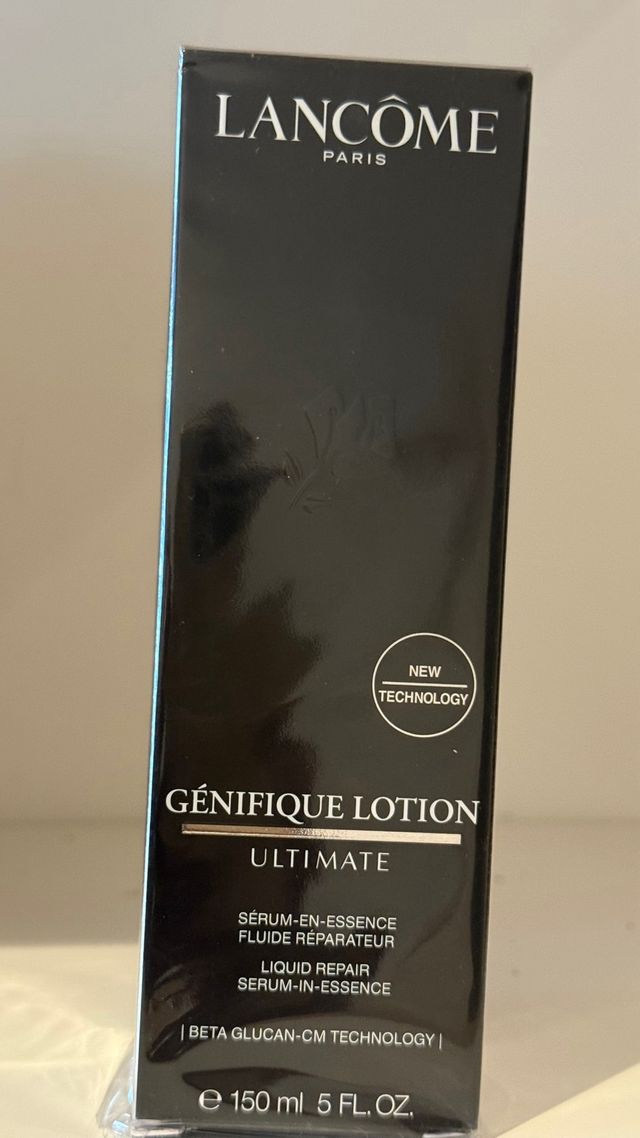 LANCÔME
PARIS
NEW
TECHNOLOGY
GÉNIFIQUE LOTION
ULTIMATE
SÉRUM-EN-ESSENCE
FLUIDE RÉPARATEUR
LIQUID REPAIR
SERUM-IN-ESSENCE
| BETA GLUCAN-CM TECHNOLOGY |
℮ 150 ml 5 FL. OZ.